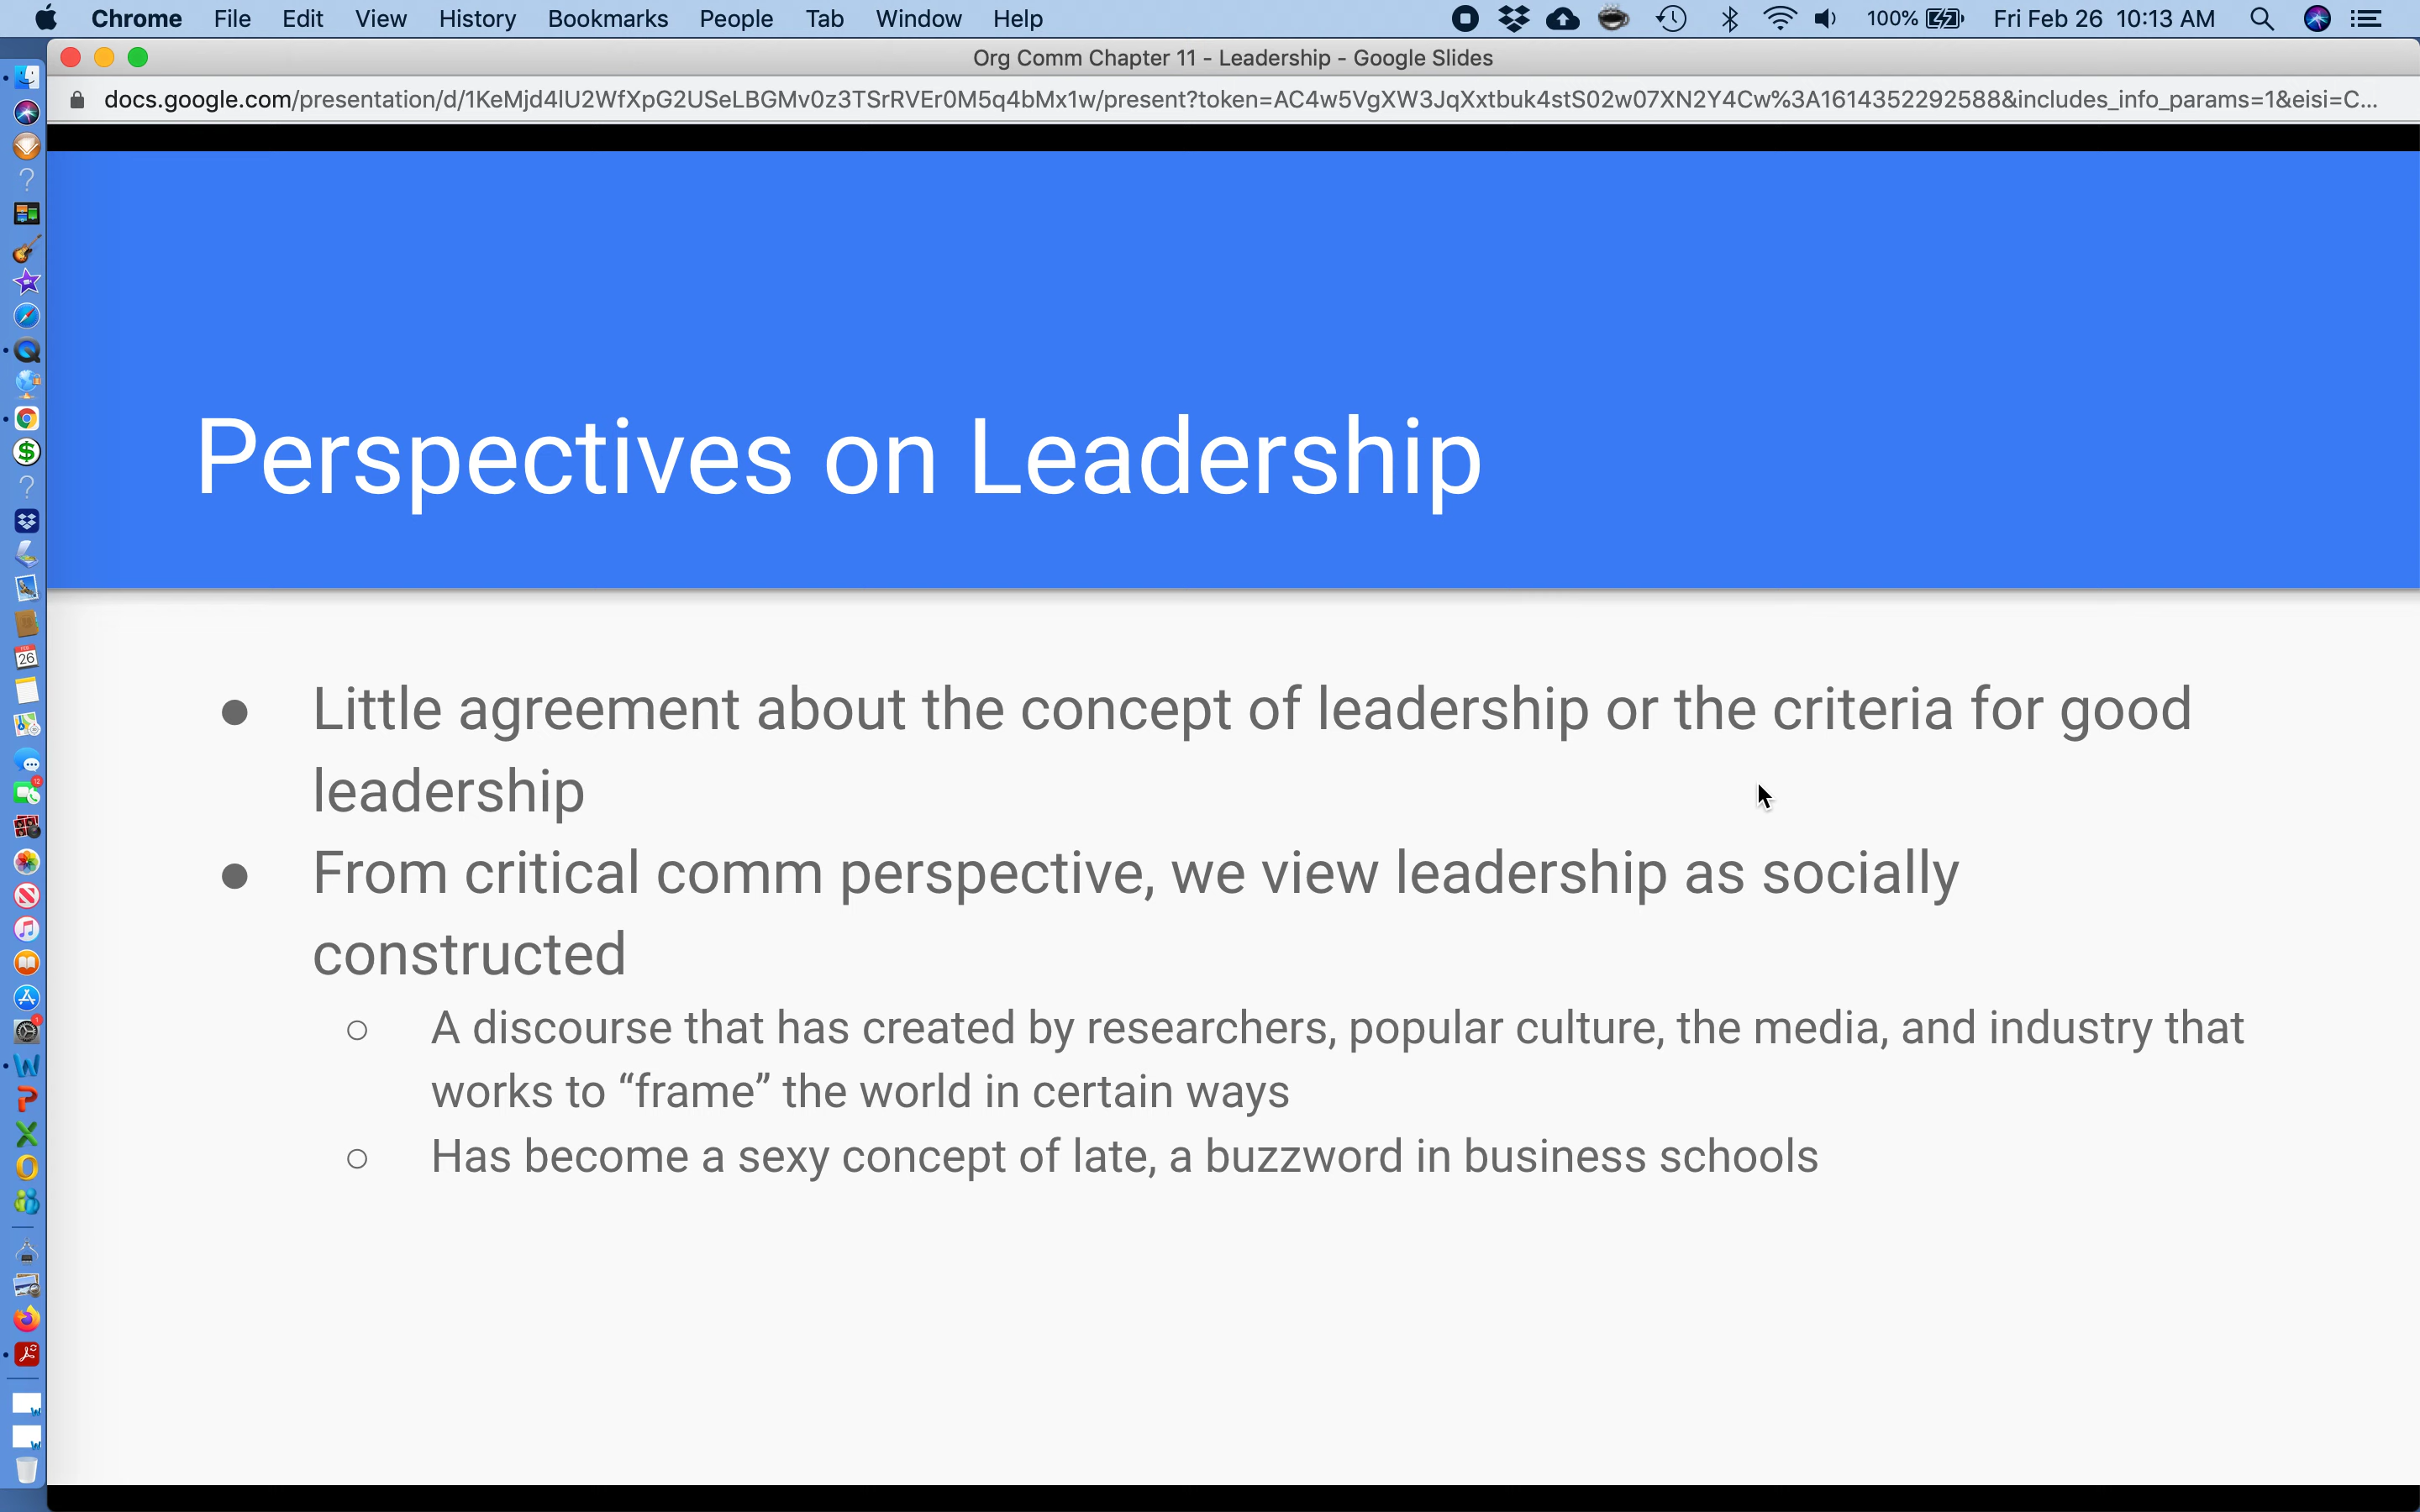 Chrome File Edit View History Bookmarks People Tab Window Help 100% Fri Feb 26 10:13 AM
Org Comm Chapter 11 - Leadership - Google Slides
docs.google.com/presentation/d/1KeMjd4lU2WfXpG2USeLBGMv0z3TSrRVEr0M5q4bMx1w/present?token=AC4w5VgXW3JqXxtbuk4stS02w07XN2Y4Cw%3A1614352292588&includes_info_params=1&eisi=C...
Perspectives on Leadership
● Little agreement about the concept of leadership or the criteria for good
leadership
● From critical comm perspective, we view leadership as socially
constructed
○ A discourse that has created by researchers, popular culture, the media, and industry that
works to “frame” the world in certain ways
○ Has become a sexy concept of late, a buzzword in business schools